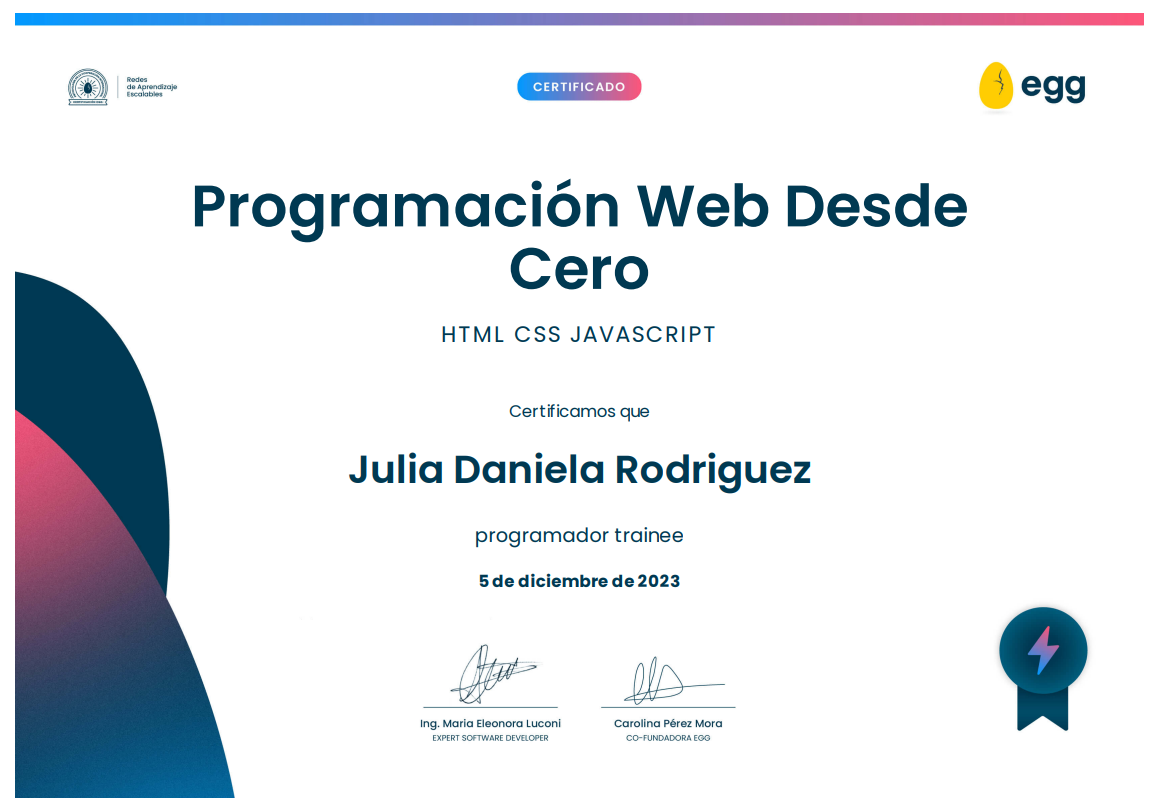 Redes
de Aprendizaje
Escalables
CERTIFICADO
egg
Programación Web Desde
Cero
HTML CSS JAVASCRIPT
Certificamos que
Julia Daniela Rodriguez
programador trainee
5 de diciembre de 2023
Ing. Maria Eleonora Luconi
EXPERT SOFTWARE DEVELOPER
Carolina Pérez Mora
CO-FUNDADORA EGG